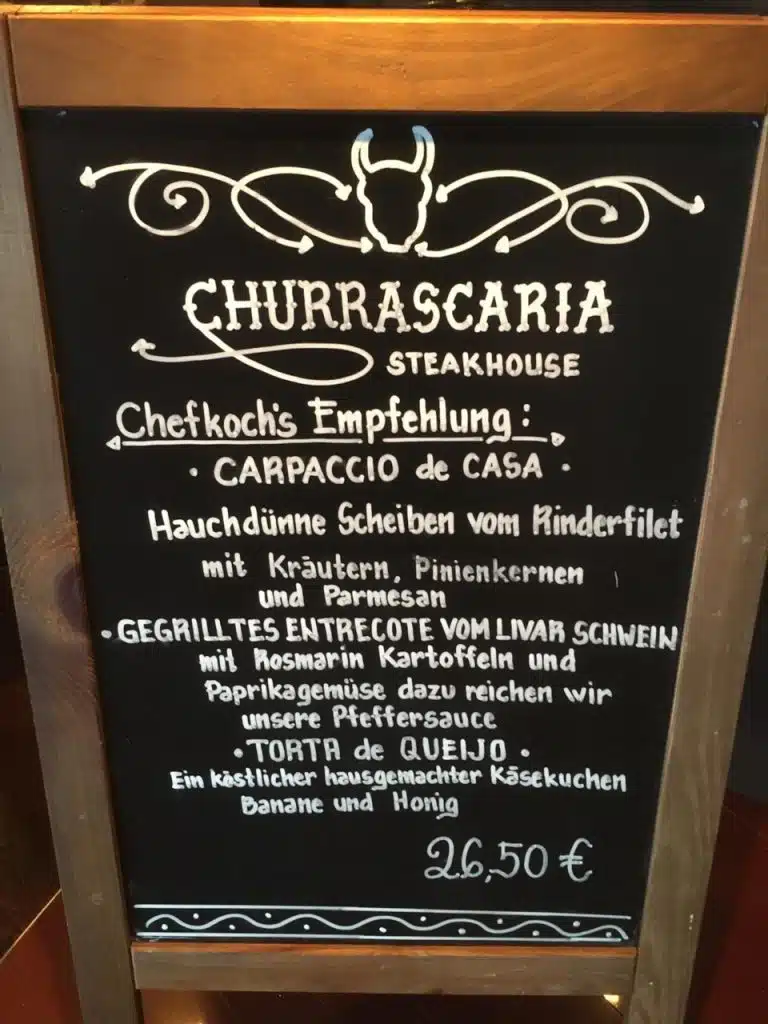 CHURRASCARIA
STEAKHOUSE
Chefkoch's Empfehlung:
· CARPACCIO de CASA ·
Hauchdünne Scheiben vom Rinderfilet
mit Kräutern, Pinienkernen
und Parmesan
· GEGRILLTES ENTRECOTE VOM LIVAR SCHWEIN
mit Rosmarin Kartoffeln und
Paprikagemüse dazu reichen wir
unsere Pfeffersauce
· TORTA de QUEIJO ·
Ein köstlicher hausgemachter Käsekuchen
Banane und Honig
26,50 €